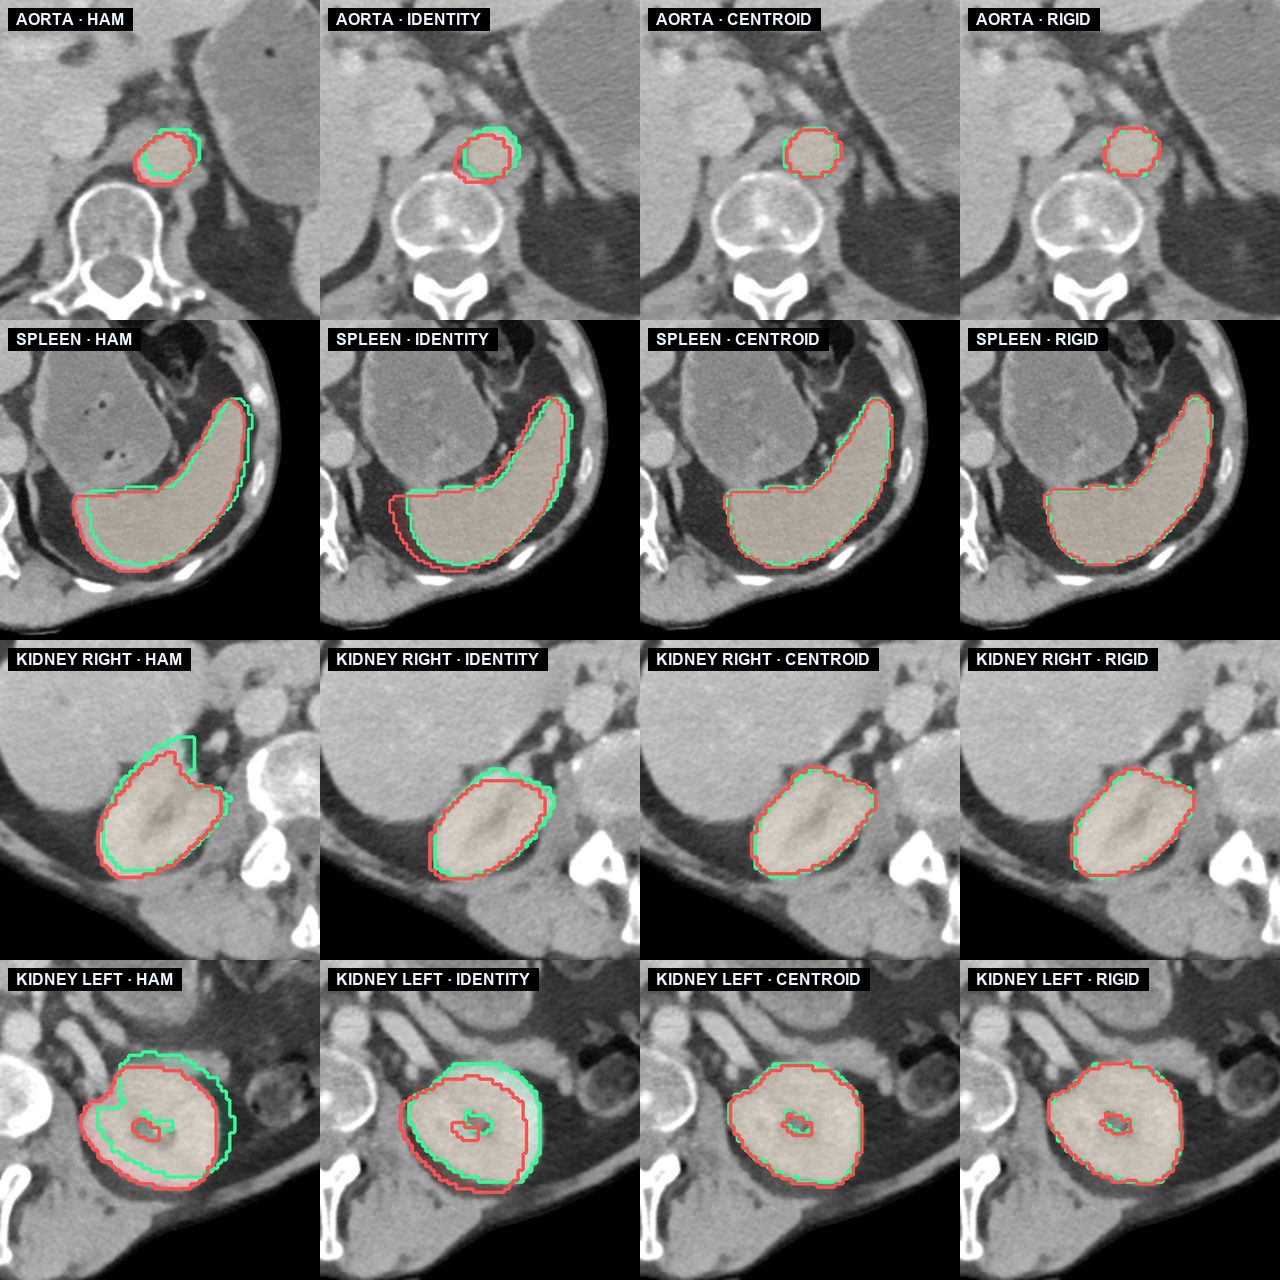 AORTA · HAM
AORTA · IDENTITY
AORTA · CENTROID
AORTA · RIGID
SPLEEN · HAM
SPLEEN · IDENTITY
SPLEEN · CENTROID
SPLEEN · RIGID
KIDNEY RIGHT · HAM
KIDNEY RIGHT · IDENTITY
KIDNEY RIGHT · CENTROID
KIDNEY RIGHT · RIGID
KIDNEY LEFT · HAM
KIDNEY LEFT · IDENTITY
KIDNEY LEFT · CENTROID
KIDNEY LEFT · RIGID